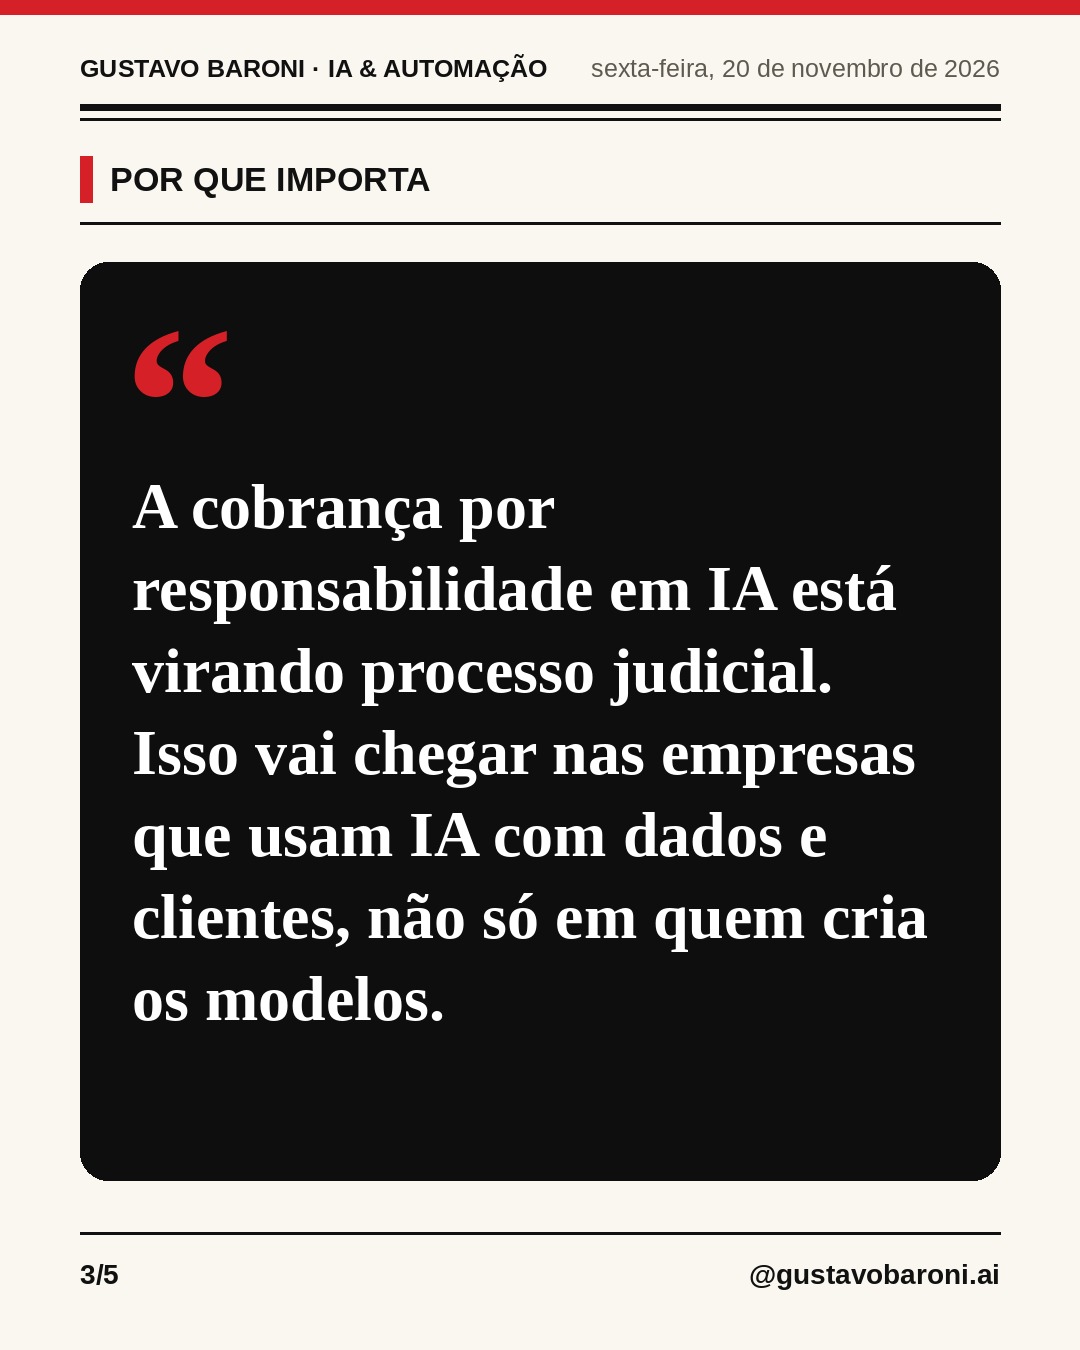 GUSTAVO BARONI · IA & AUTOMAÇÃO sexta-feira, 20 de novembro de 2026
POR QUE IMPORTA
“
A cobrança por
responsabilidade em IA está
virando processo judicial.
Isso vai chegar nas empresas
que usam IA com dados e
clientes, não só em quem cria
os modelos.
3/5 @gustavobaroni.ai